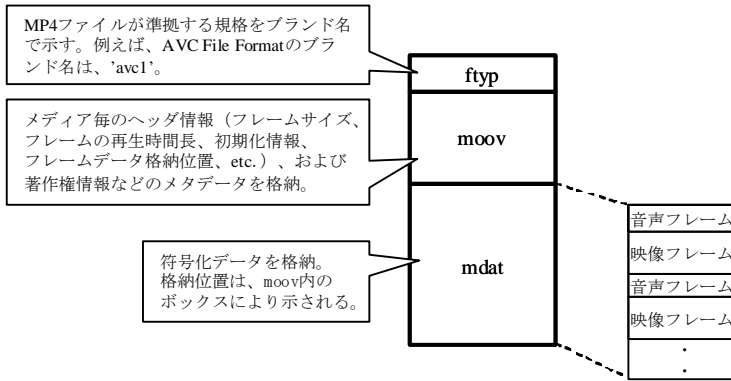 MP4ファイルが準拠する規格をブランド名
で示す。例えば、AVC File Formatのブラ
ンド名は、’avc1’。
ftyp
メディア毎のヘッダ情報（フレームサイズ、
フレームの再生時間長、初期化情報、
フレームデータ格納位置、etc.）、および
著作権情報などのメタデータを格納。
moov
符号化データを格納。
格納位置は、moov内の
ボックスにより示される。
mdat
音声フレーム
映像フレーム
音声フレーム
映像フレーム
：